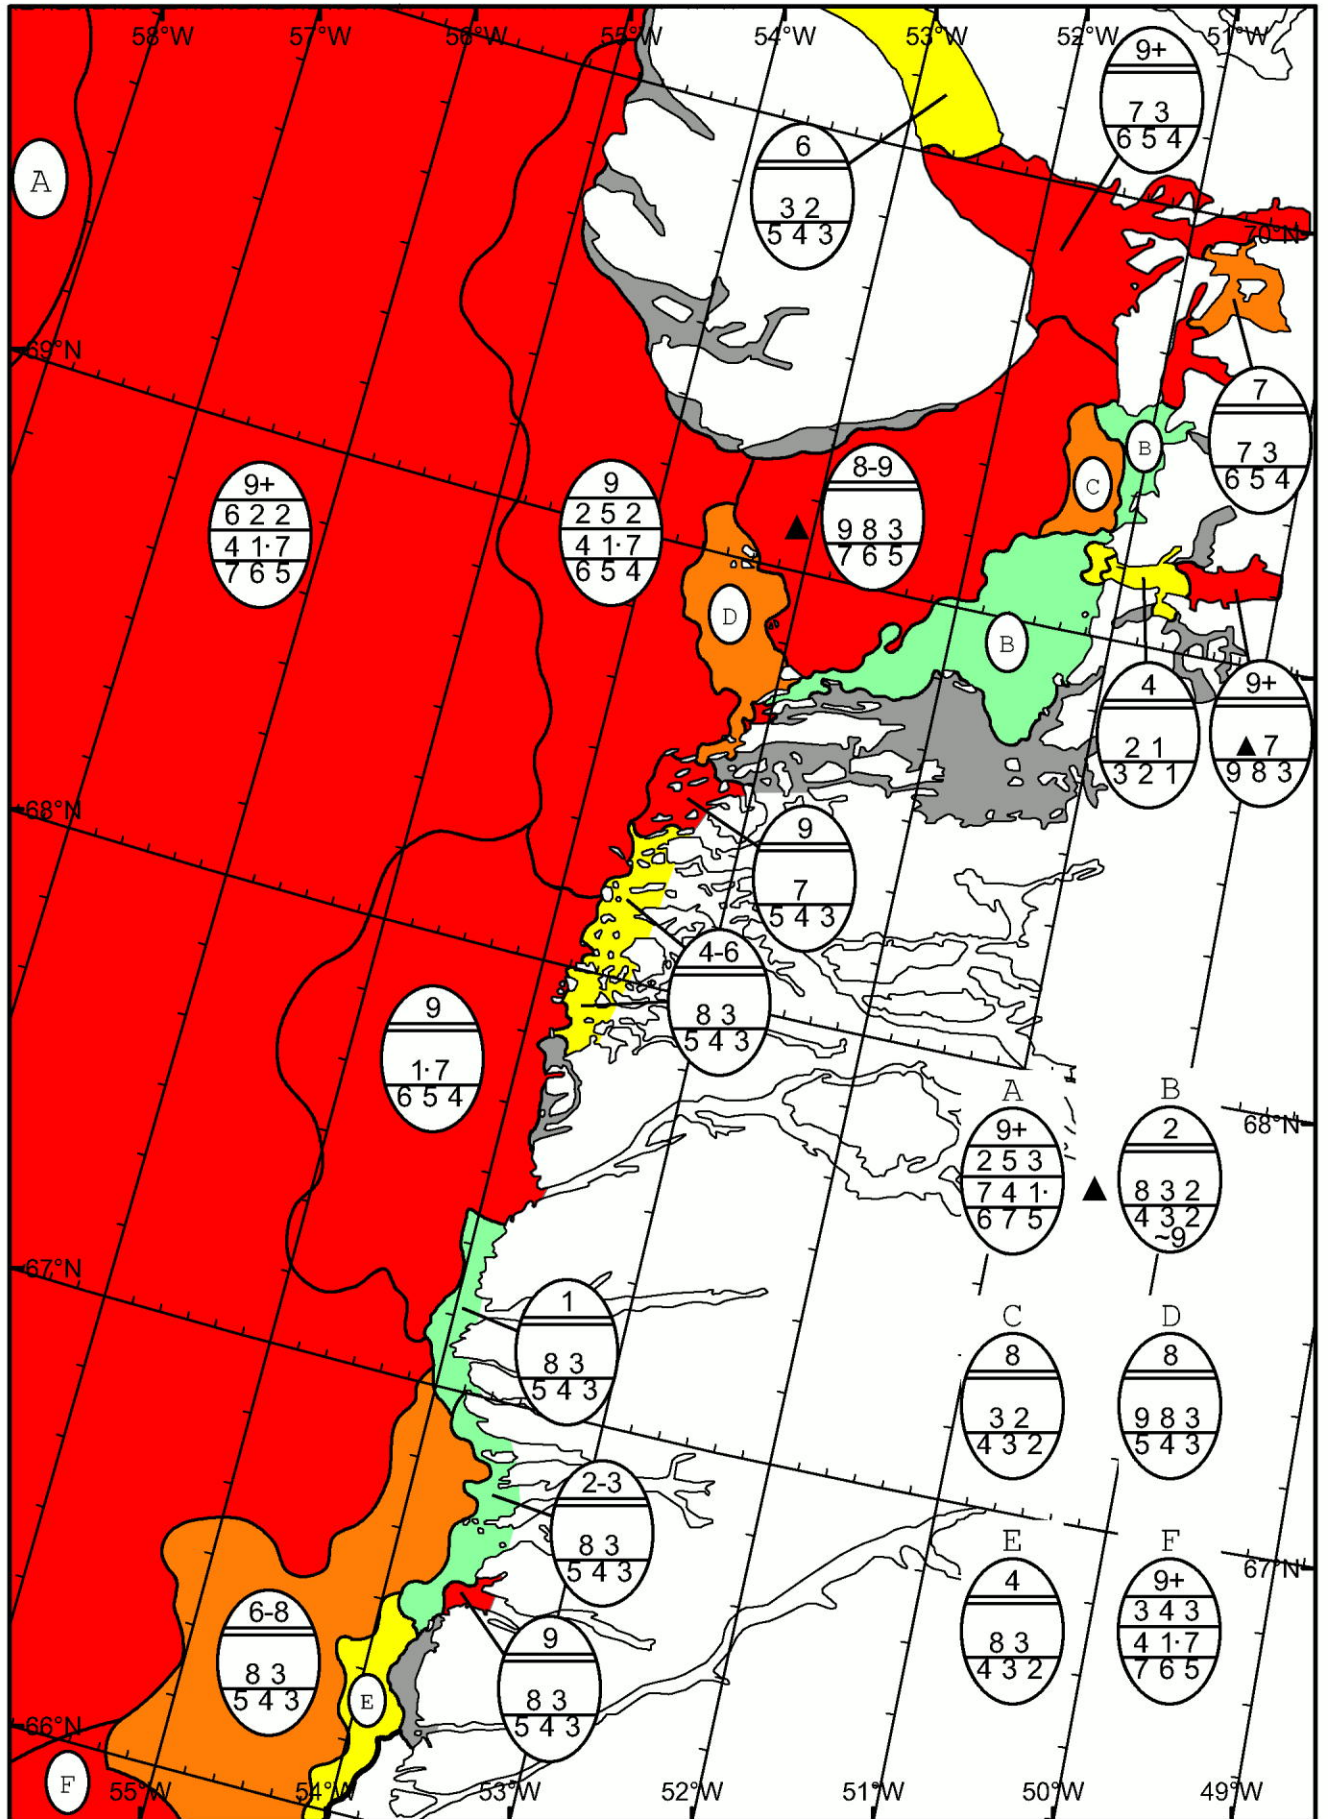 58°W 57°W 56°W 55°W 54°W 53°W 52°W 51°W
9+
7 3
6 5 4
A
6
3 2
5 4 3
70°N
69°N
7
7 3
6 5 4
B
C
9+
6 2 2
4 1· 7
7 6 5
9
2 5 2
4 1· 7
6 5 4
▲
8-9
9 8 3
7 6 5
D
B
4
2 1
3 2 1
9+
▲ 7
9 8 3
68°N
9
7
5 4 3
4-6
8 3
5 4 3
9
1· 7
6 5 4
68°N
A
9+
2 5 3
7 4 1·
6 7 5
▲
B
2
8 3 2
4 3 2
~9
67°N
1
8 3
5 4 3
C
8
3 2
4 3 2
D
8
9 8 3
5 4 3
2-3
8 3
5 4 3
67°N
6-8
8 3
5 4 3
9
8 3
5 4 3
E
E
4
8 3
4 3 2
F
9+
3 4 3
4 1· 7
7 6 5
66°N
F
55°W 54°W 53°W 52°W 51°W 50°W 49°W